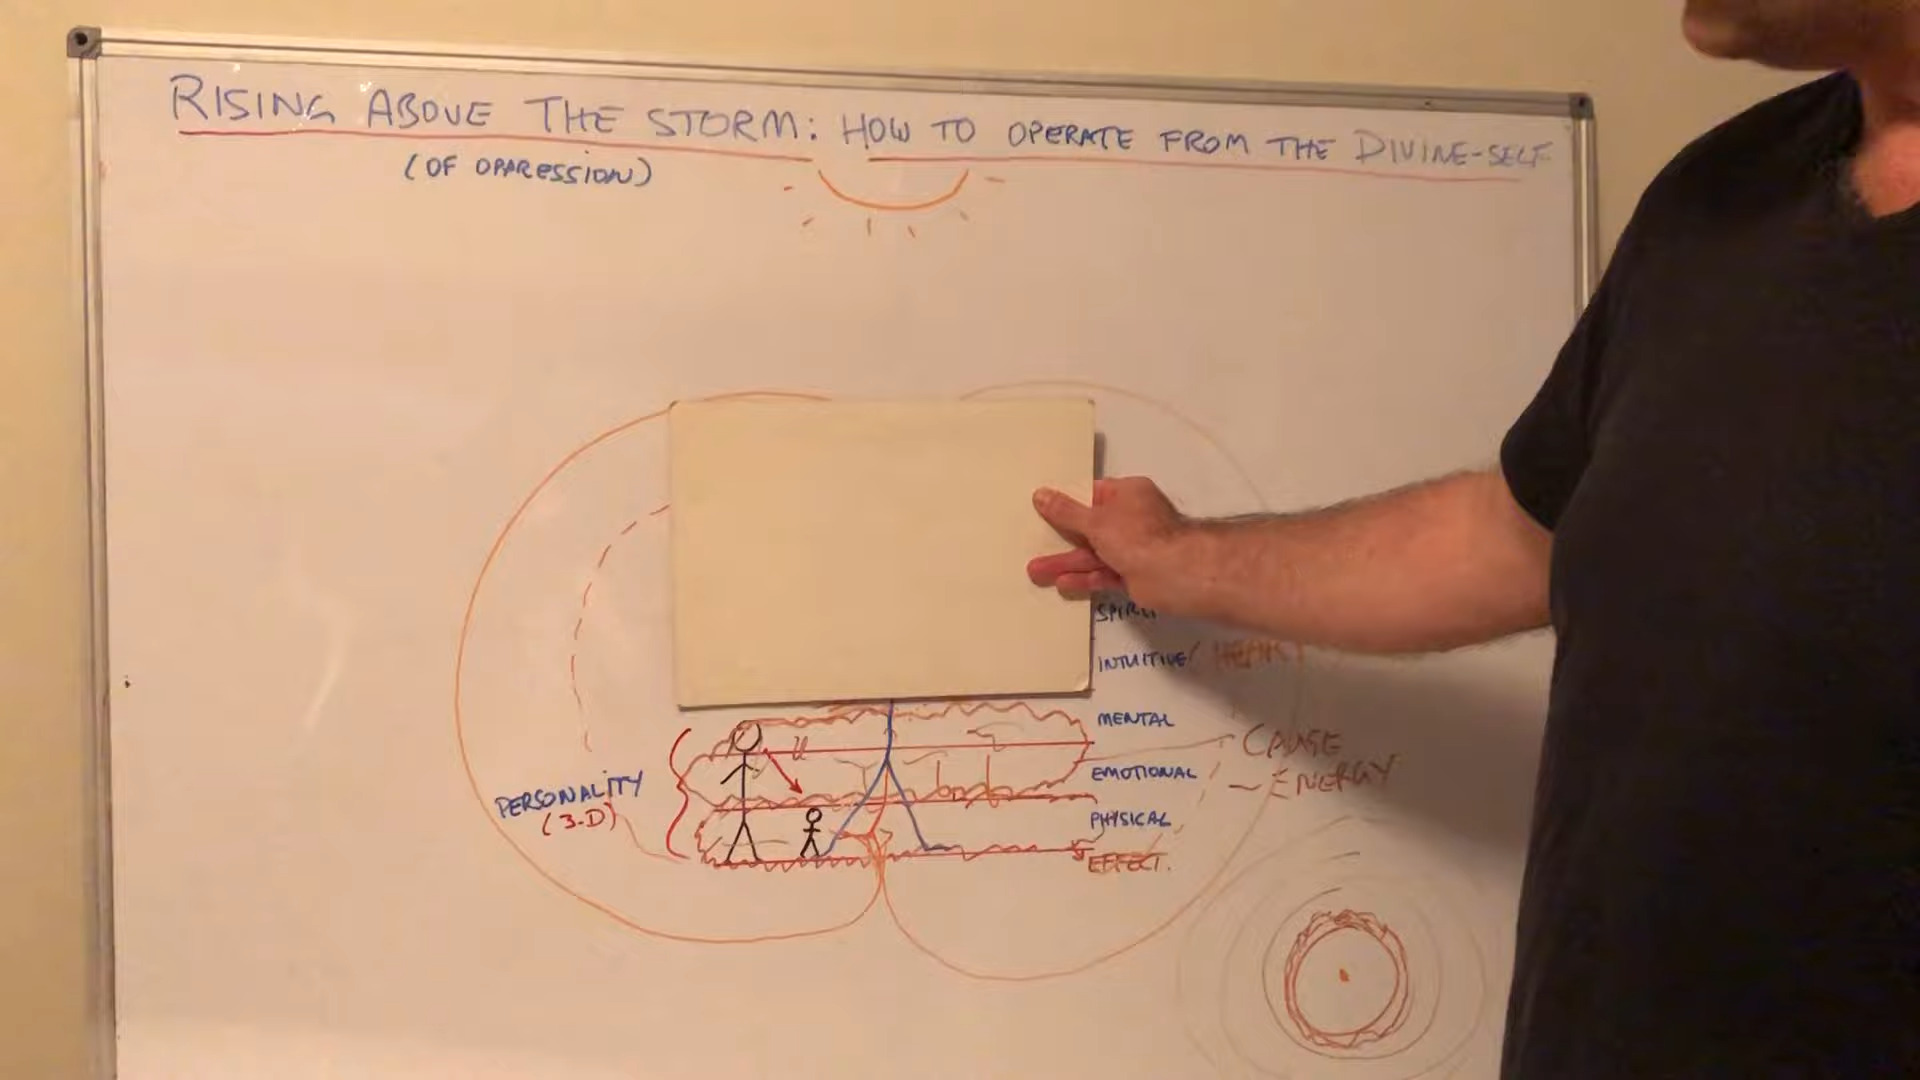 RISING ABOVE THE STORM: HOW TO OPERATE FROM THE DIVINE-SELF
(OF OPPRESSION)
INTUITIVE/ HEART
MENTAL
CAUSE
- ENERGY
EMOTIONAL
PERSONALITY
(3-D)
PHYSICAL
EFFECT.